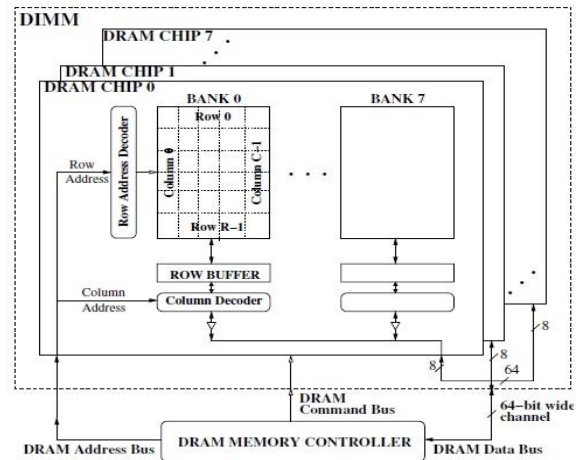 DIMM
DRAM CHIP 7
DRAM CHIP 1
DRAM CHIP 0
BANK 0
BANK 7
Row 0
Row Address Decoder
Column 0
Column C−1
Row
Address
Row R−1
ROW BUFFER
Column
Address
Column Decoder
8
8
8
64
DRAM
Command Bus
64−bit wide
channel
DRAM Address Bus
DRAM MEMORY CONTROLLER
DRAM Data Bus